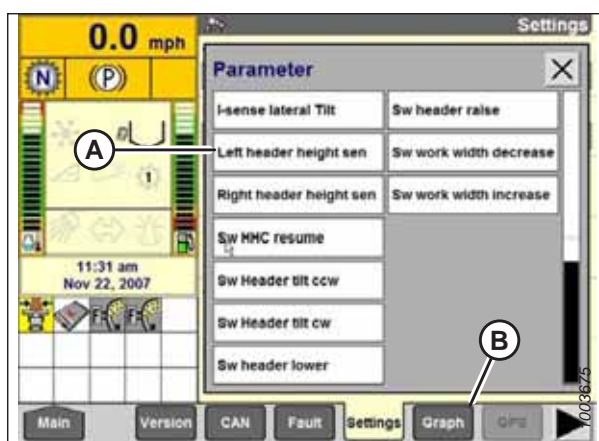 0.0 mph
Settings
N
(P)
Parameter
X
I-sense lateral Tilt
Sw header raise
A
Left header height sen
Sw work width decrease
1
Right header height sen
Sw work width increase
Sw HHC resume
11:31 am
Nov 22, 2007
Sw Header tilt ccw
Sw Header tilt cw
B
Sw header lower
1003675
Main
Version
CAN
Fault
Settings
Graph
GPS